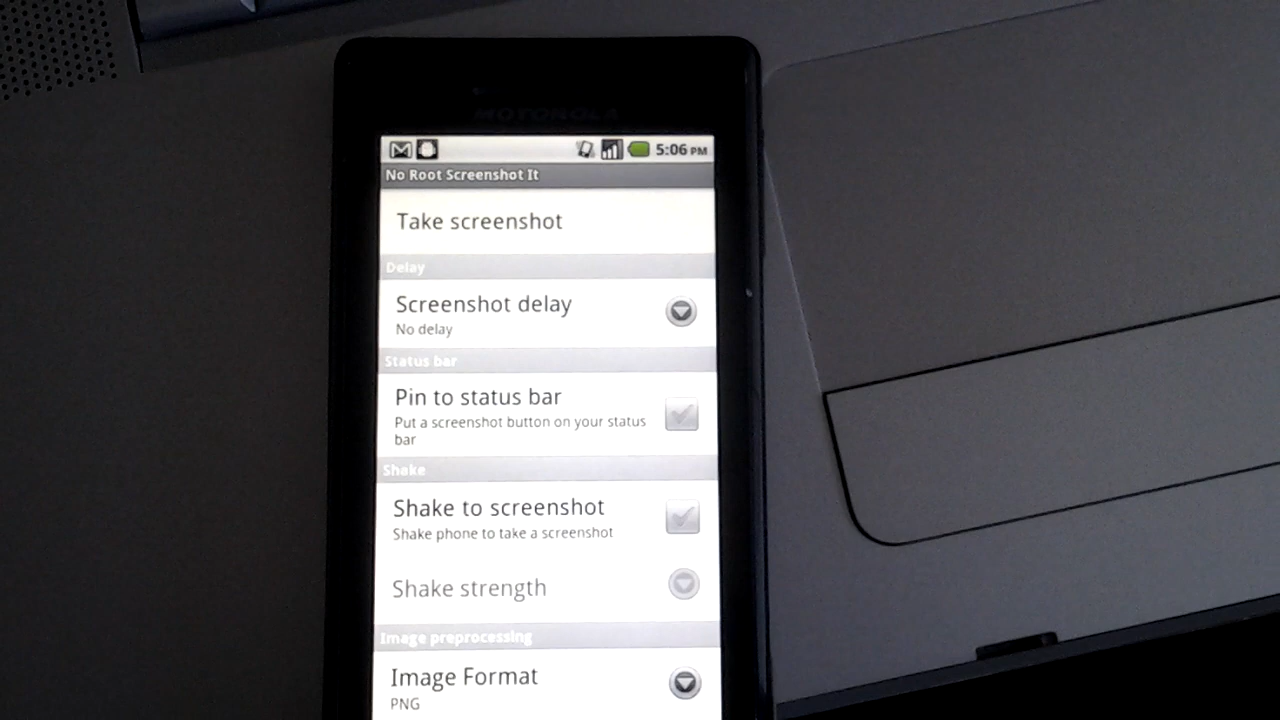 MOTOROLA
5:06 PM
No Root Screenshot It
Take screenshot
Delay
Screenshot delay
No delay
Status bar
Pin to status bar
Put a screenshot button on your status
bar
Shake
Shake to screenshot
Shake phone to take a screenshot
Shake strength
Image preprocessing
Image Format
PNG